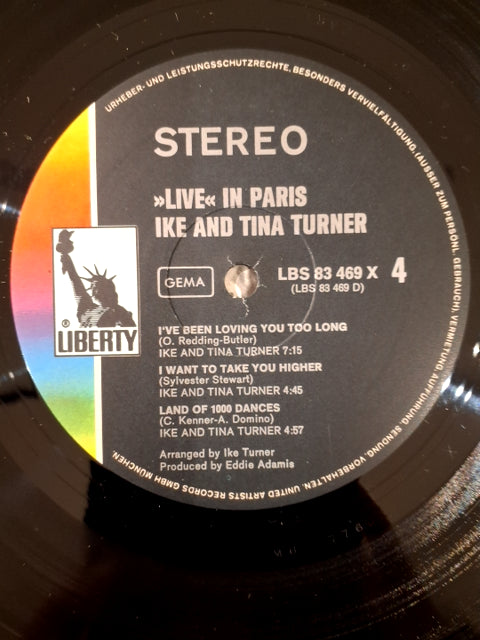 URHEBER- UND LEISTUNGSSCHUTZRECHTE, BESONDERS VERVIELFÄLTIGUNG, (AUSSER ZUM PERSÖNL. GEBRAUCH), VERMIETUNG, AUFFÜHRUNG, SENDUNG, VORBEHALTEN. UNITED ARTISTS RECORDS GMBH MÜNCHEN.
STEREO
»LIVE« IN PARIS
IKE AND TINA TURNER
GEMA
LBS 83 469 X 4
(LBS 83 469 D)
® LIBERTY
I'VE BEEN LOVING YOU TOO LONG
(O. Redding-Butler)
IKE AND TINA TURNER 7:15
I WANT TO TAKE YOU HIGHER
(Sylvester Stewart)
IKE AND TINA TURNER 4:45
LAND OF 1000 DANCES
(C. Kenner-A. Domino)
IKE AND TINA TURNER 4:57
Arranged by Ike Turner
Produced by Eddie Adamis